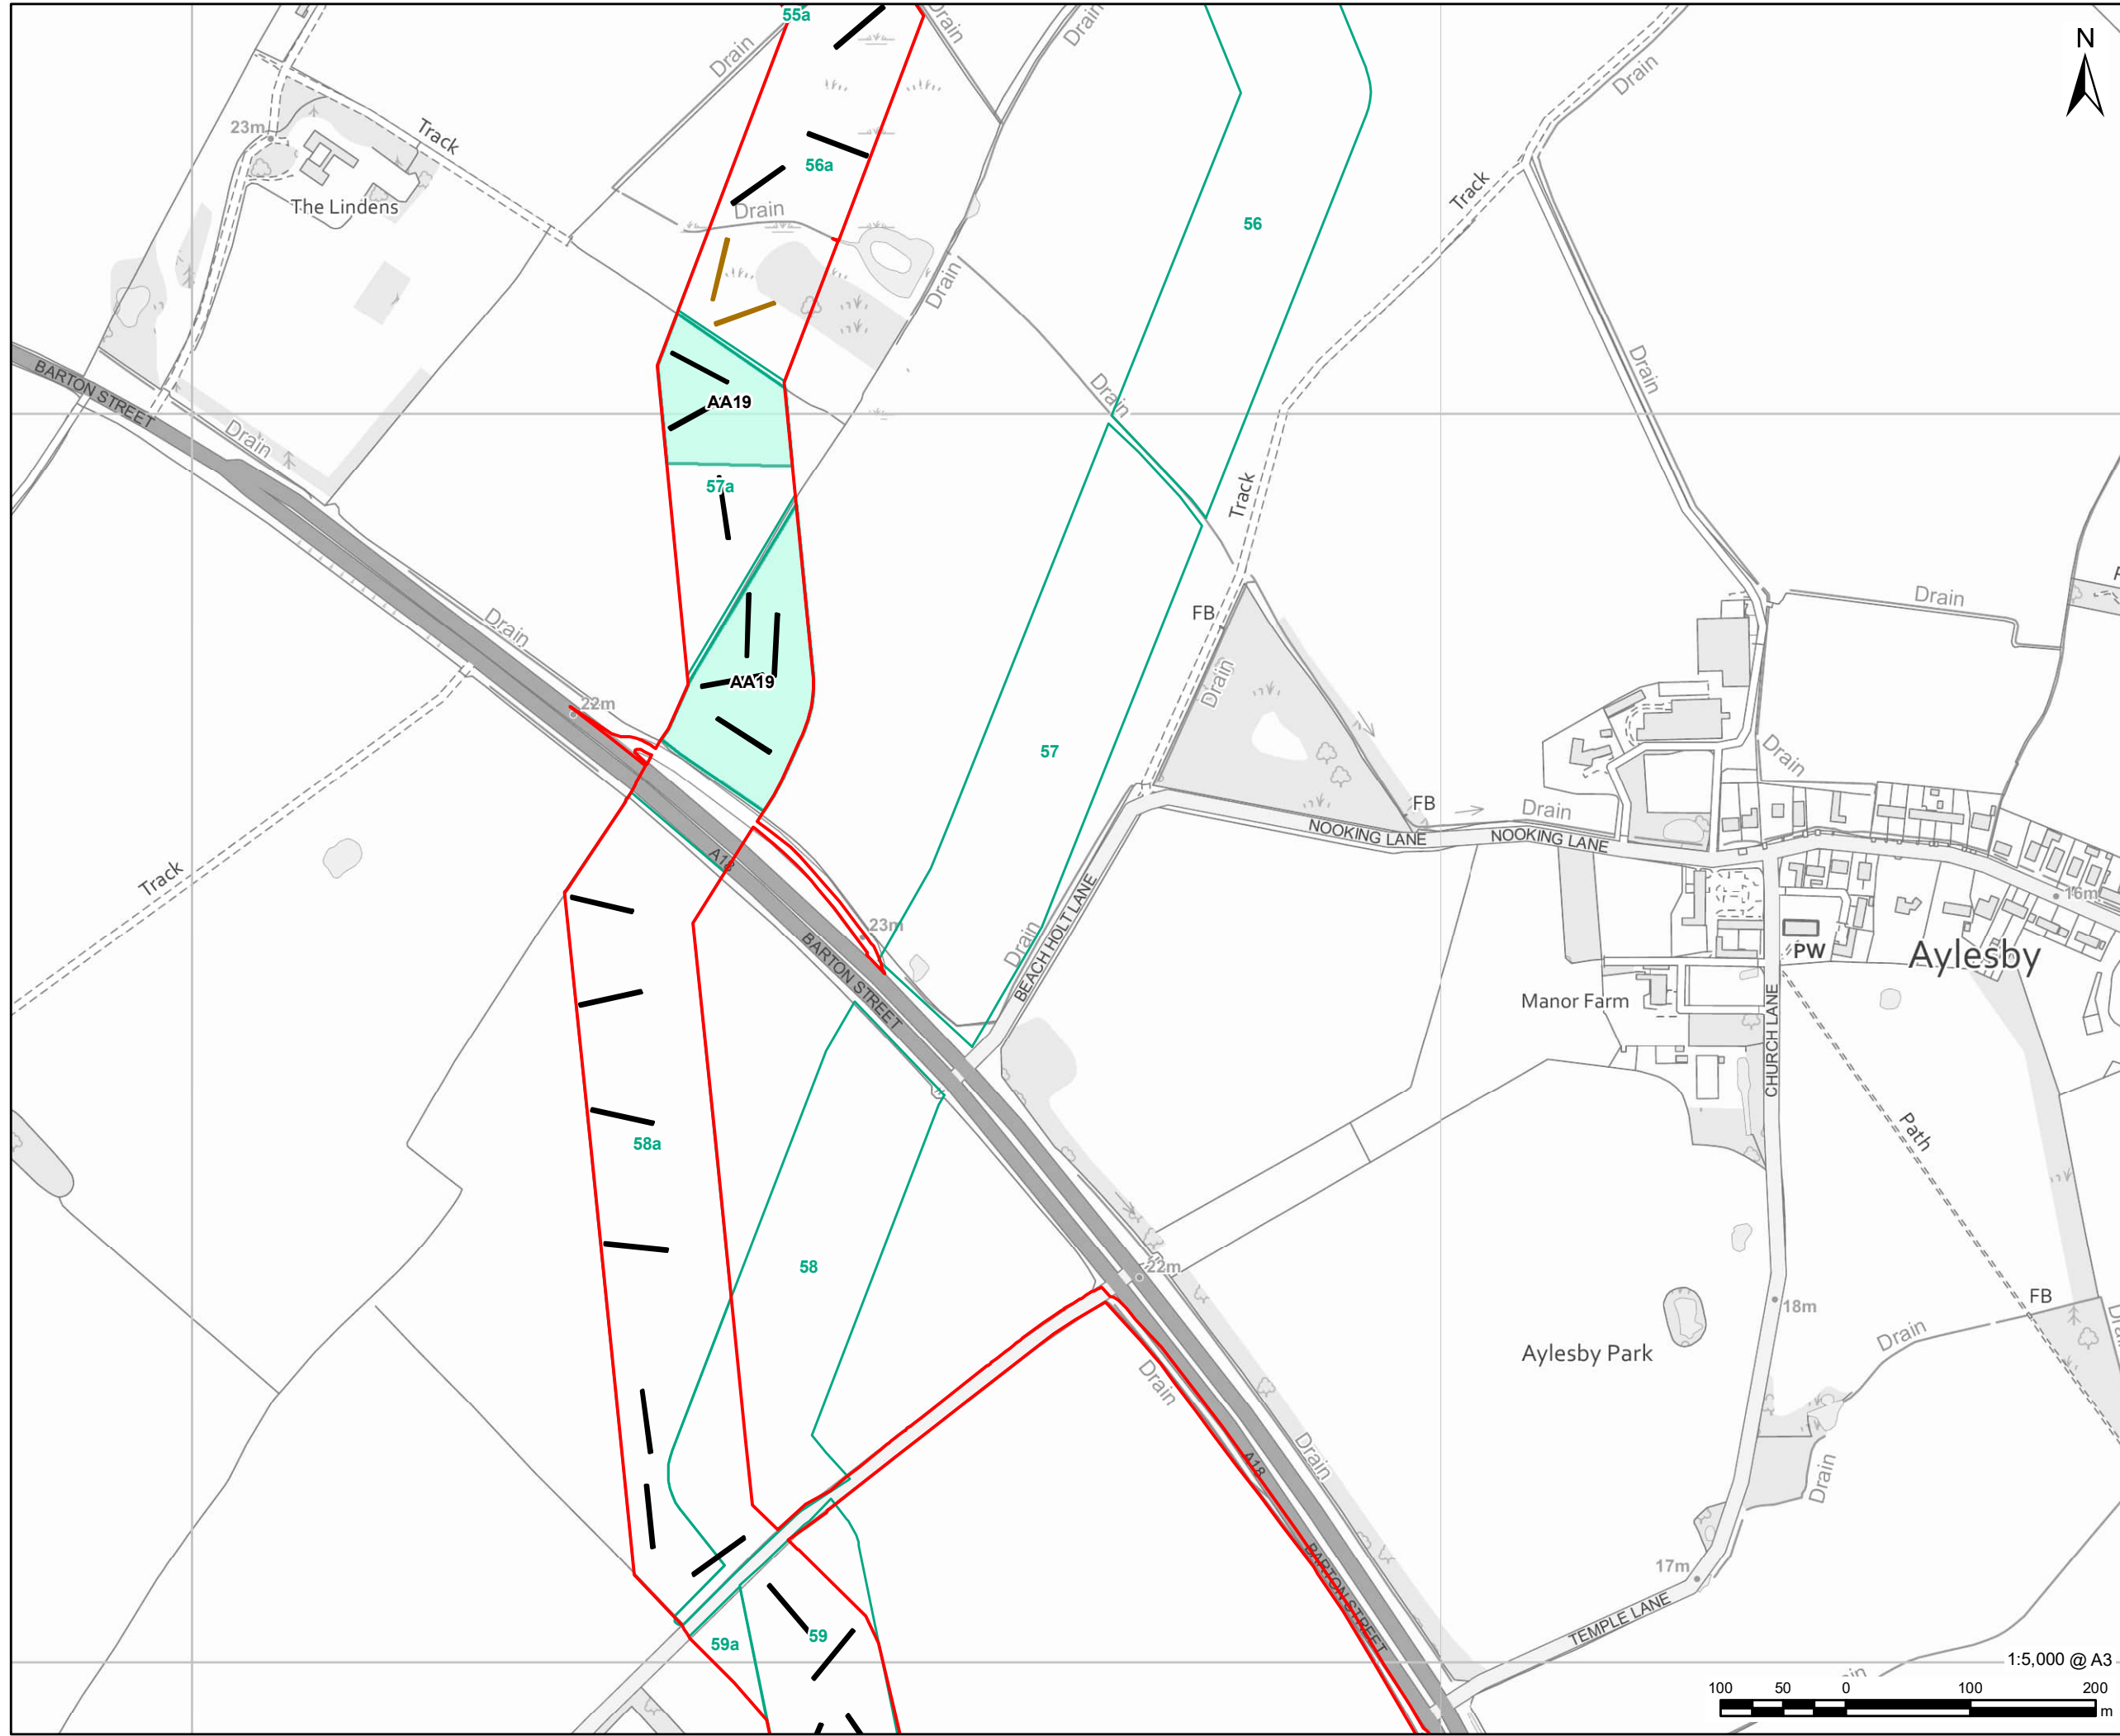 55a
Drain
Drain
Drain
N
Drain
23m
Track
56a
The Lindens
Track
Drain
56
Drain
BARTON STREET
Drain
AA19
Drain
Drain
57a
Track
Drain
FB
Drain
Drain
AA19
22m
Drain
57
FB
Drain
NOOKING LANE
NOOKING LANE
A18
Track
BEACH HOLT LANE
16m
23m
Drain
BARTON STREET
PW
Aylesby
Manor Farm
CHURCH LANE
58a
Path
58
22m
FB
18m
Drain
Aylesby Park
Drain
A18
Drain
Drain
BARTON STREET
17m
TEMPLE LANE
59
59a
1:5,000 @ A3
100 50 0 100 200
m